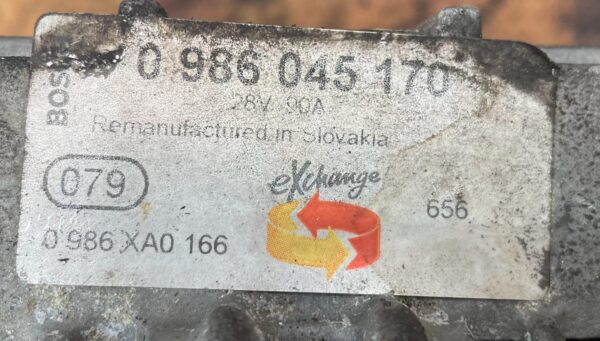 BOSCH
0 986 045 170
28V 90A
Remanufactured in Slovakia
079
eXchange
656
0 986 XA0 166